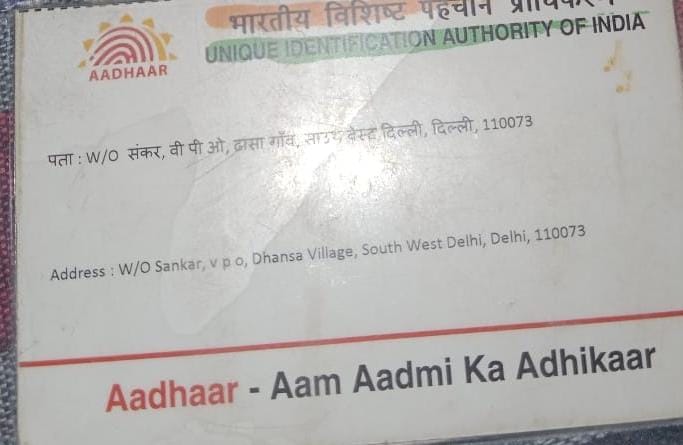 भारतीय विशिष्ट पहचान
UNIQUE IDENTIFICATION AUTHORITY OF INDIA
AADHAAR
पता : W/O संकर, वी पी ओ, ढासा गाँव, साउथ वेस्ट दिल्ली, दिल्ली, 110073
Address : W/O Sankar, v p o, Dhansa Village, South West Delhi, Delhi, 110073
Aadhaar - Aam Aadmi Ka Adhikaar